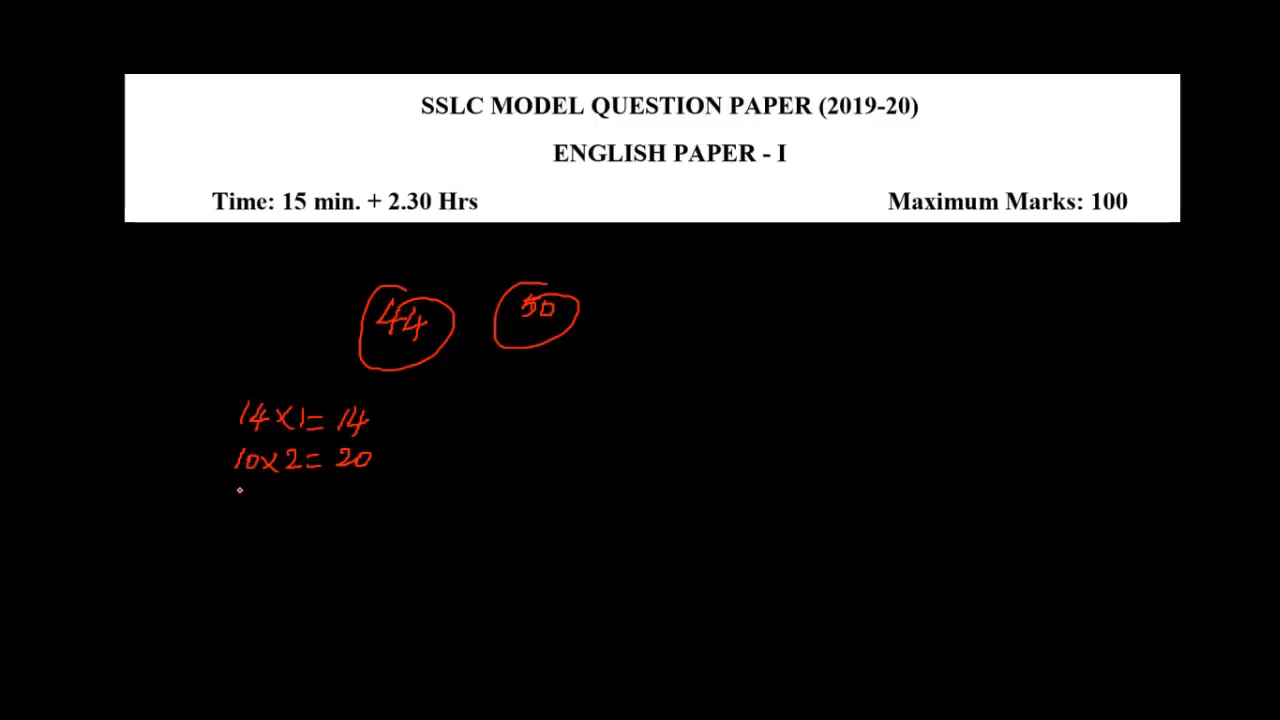 SSLC MODEL QUESTION PAPER (2019-20)
ENGLISH PAPER - I
Time: 15 min. + 2.30 Hrs Maximum Marks: 100
44 50
14 x 1 = 14
10 x 2 = 20